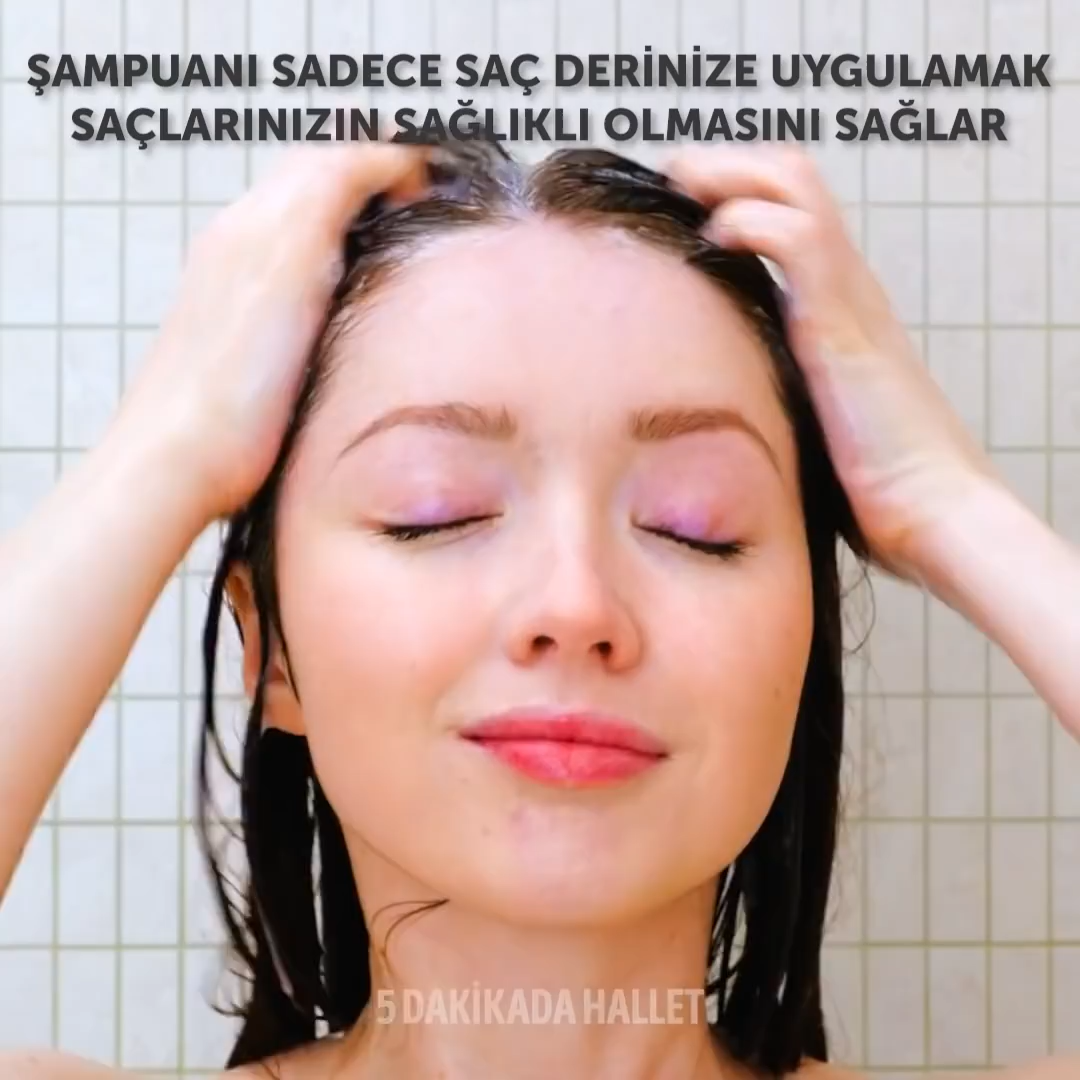 ŞAMPUANI SADECE SAÇ DERİNİZE UYGULAMAK
SAÇLARINIZIN SAĞLIKLI OLMASINI SAĞLAR
5 DAKİKADA HALLET